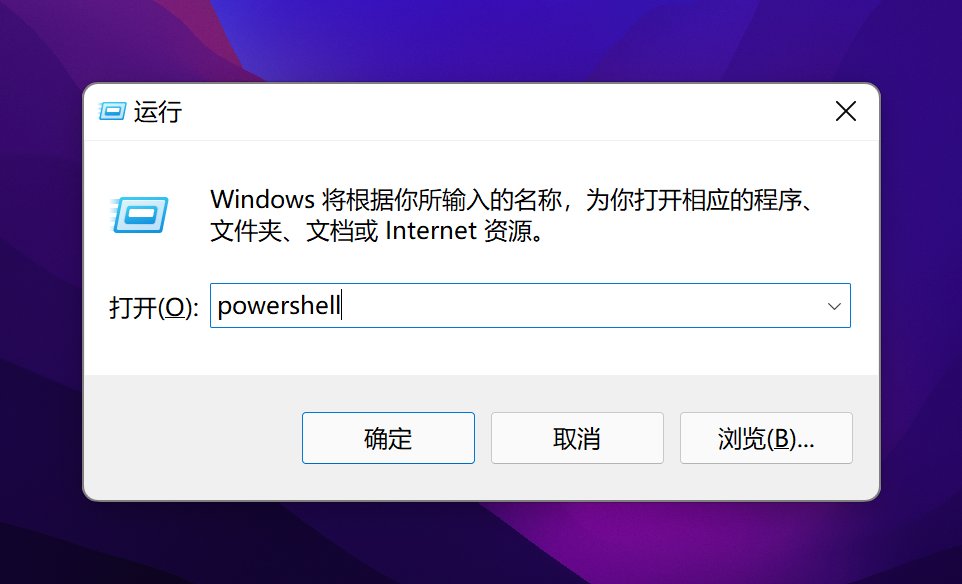 运行
Windows 将根据你所输入的名称，为你打开相应的程序、
文件夹、文档或 Internet 资源。
打开(O): powershell
确定 取消 浏览(B)...